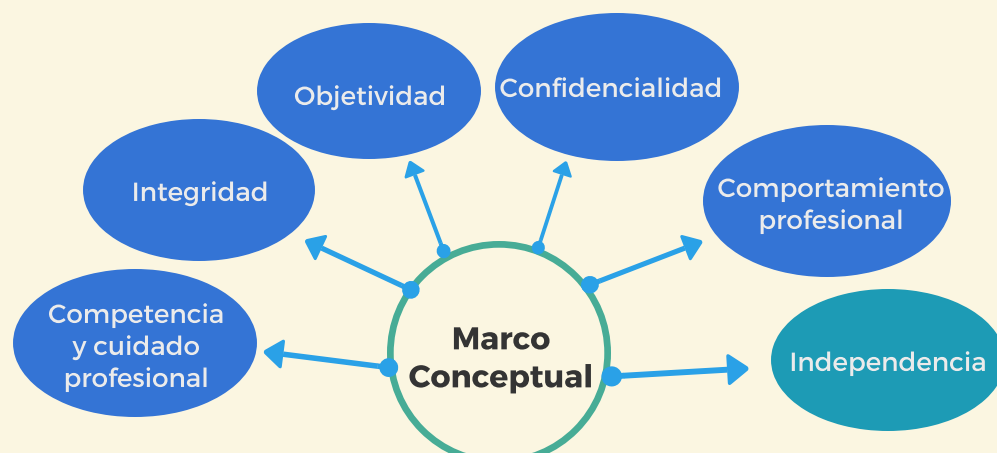 Objetividad
Confidencialidad
Integridad
Comportamiento
profesional
Competencia
y cuidado
profesional
Marco
Conceptual
Independencia